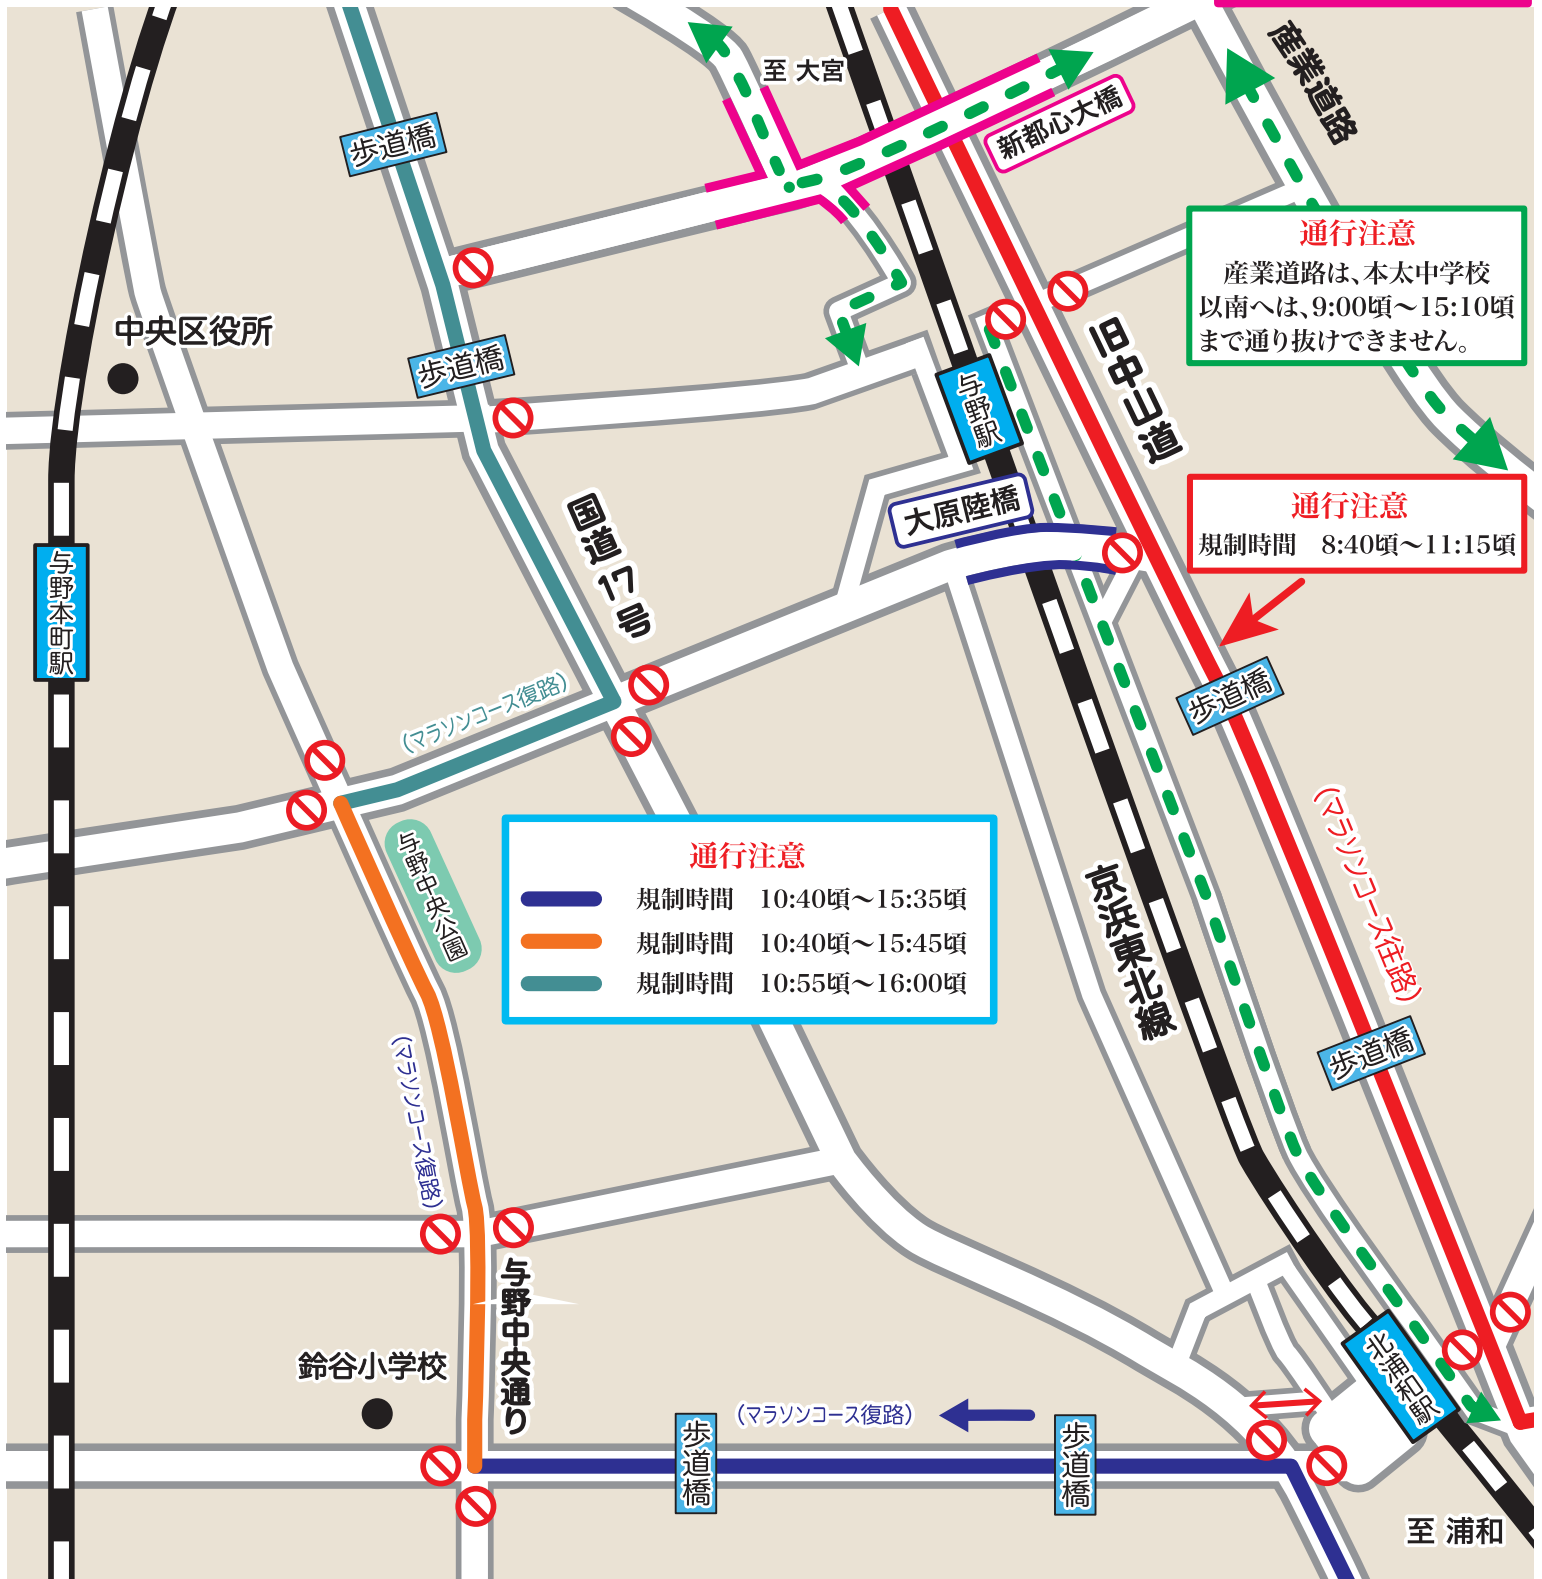 至 大宮
産業道路
歩道橋
新都心大橋
通行注意
産業道路は、本太中学校
以南へは、9:00頃～15:10頃
まで通り抜けできません。
中央区役所
歩道橋
旧中山道
与野駅
通行注意
規制時間 8:40頃～11:15頃
国道17号
大原陸橋
与野本町駅
歩道橋
(マラソンコース復路)
(マラソンコース往路)
与野中央公園
通行注意
規制時間 10:40頃～15:35頃
規制時間 10:40頃～15:45頃
規制時間 10:55頃～16:00頃
京浜東北線
歩道橋
(マラソンコース復路)
与野中央通り
鈴谷小学校
北浦和駅
(マラソンコース復路)
歩道橋
歩道橋
至 浦和